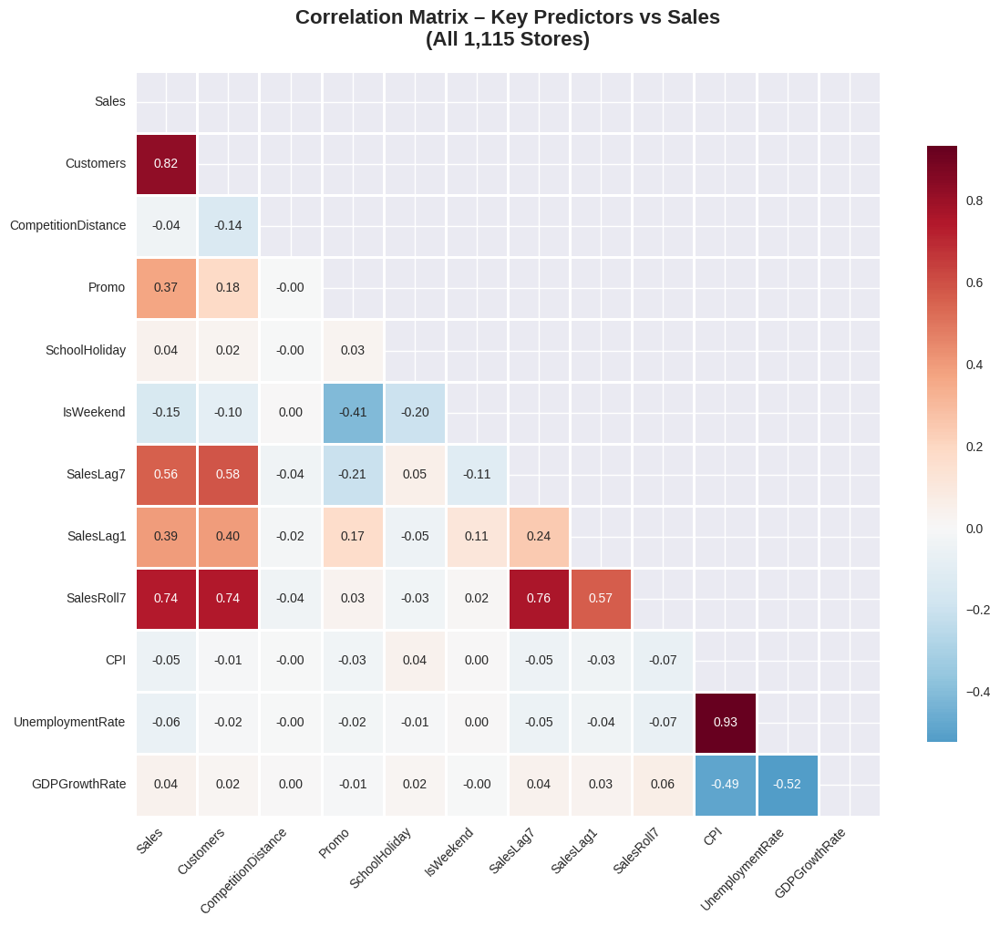 Correlation Matrix – Key Predictors vs Sales
(All 1,115 Stores)
Sales
Customers 0.82
CompetitionDistance -0.04 -0.14
Promo 0.37 0.18 -0.00
SchoolHoliday 0.04 0.02 -0.00 0.03
IsWeekend -0.15 -0.10 0.00 -0.41 -0.20
SalesLag7 0.56 0.58 -0.04 -0.21 0.05 -0.11
SalesLag1 0.39 0.40 -0.02 0.17 -0.05 0.11 0.24
SalesRoll7 0.74 0.74 -0.04 0.03 -0.03 0.02 0.76 0.57
CPI -0.05 -0.01 -0.00 -0.03 0.04 0.00 -0.05 -0.03 -0.07
UnemploymentRate -0.06 -0.02 -0.00 -0.02 -0.01 0.00 -0.05 -0.04 -0.07 0.93
GDPGrowthRate 0.04 0.02 0.00 -0.01 0.02 -0.00 0.04 0.03 0.06 -0.49 -0.52
Sales
Customers
CompetitionDistance
Promo
SchoolHoliday
IsWeekend
SalesLag7
SalesLag1
SalesRoll7
CPI
UnemploymentRate
GDPGrowthRate
0.8
0.6
0.4
0.2
0.0
−0.2
−0.4